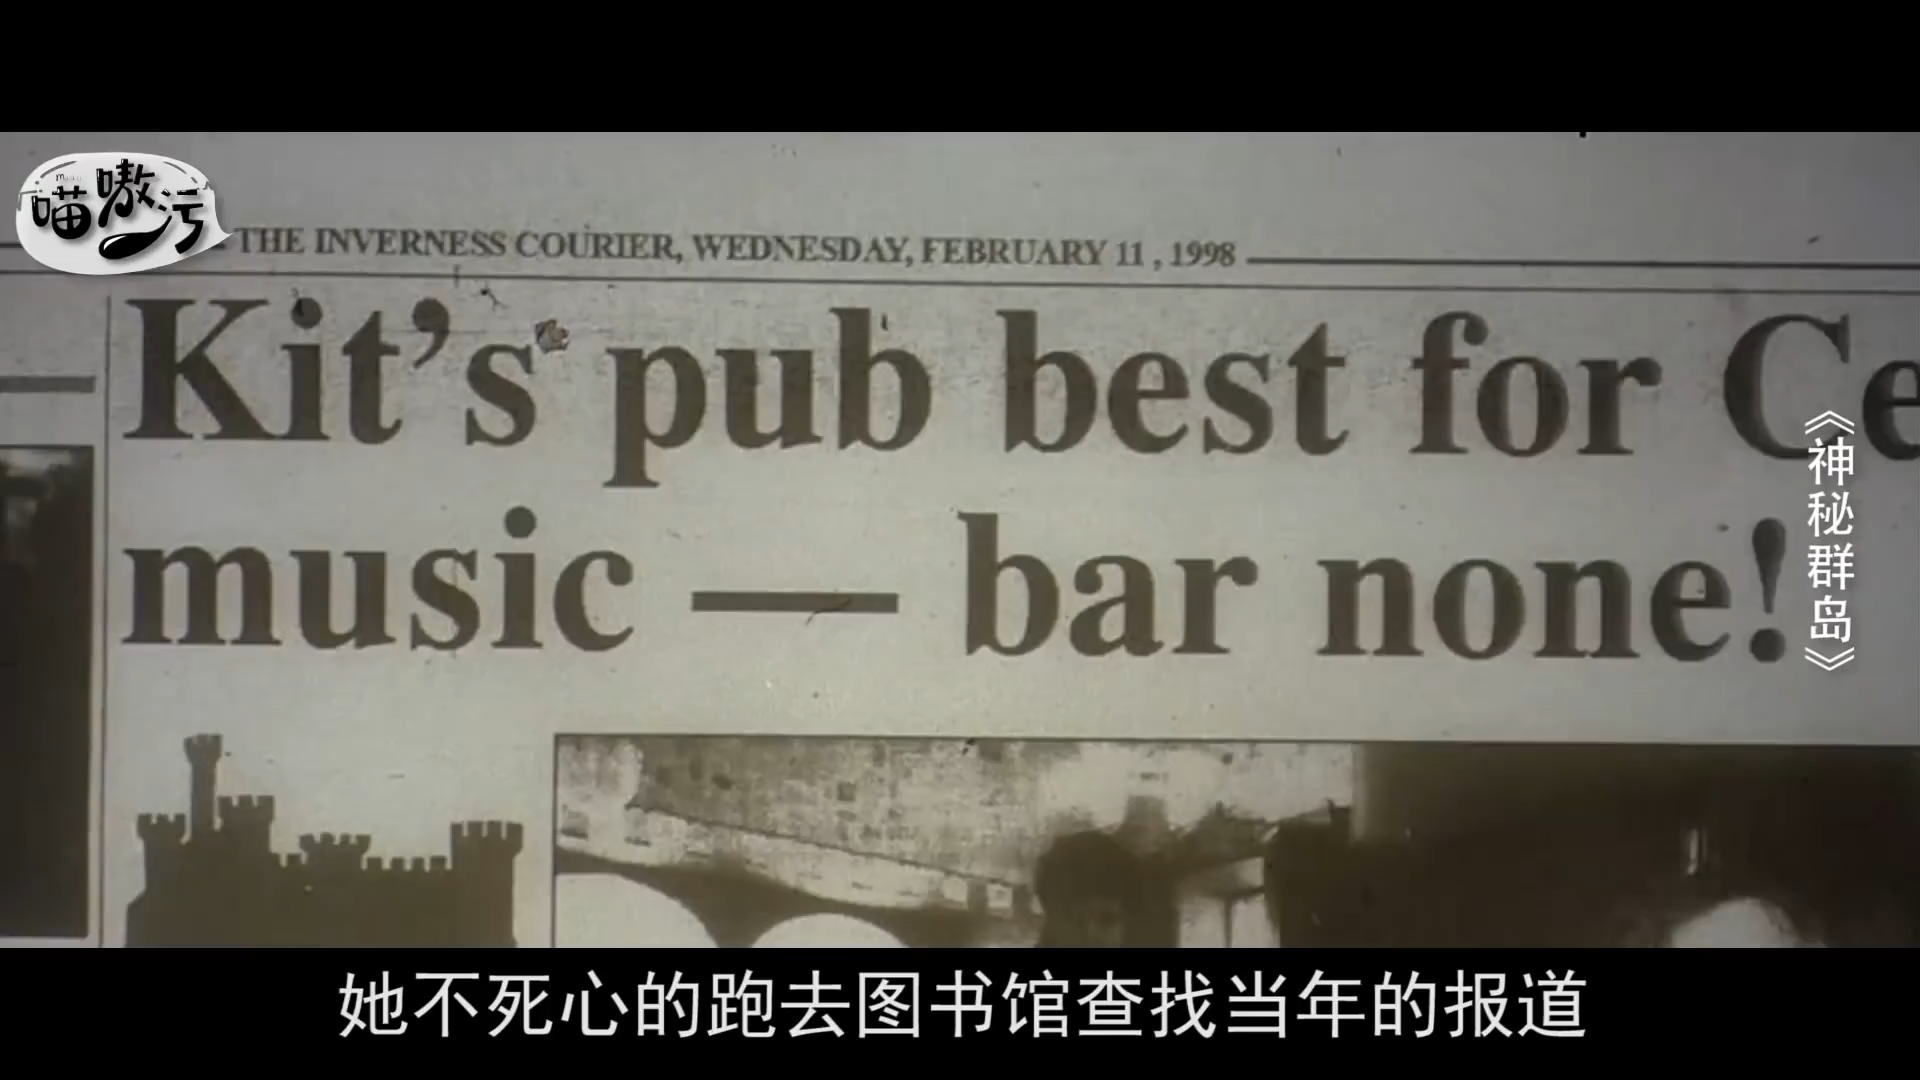 喵嗷污
THE INVERNESS COURIER, WEDNESDAY, FEBRUARY 11, 1998
Kit's pub best for Ce
music — bar none!
《神秘群岛》
她不死心的跑去图书馆查找当年的报道